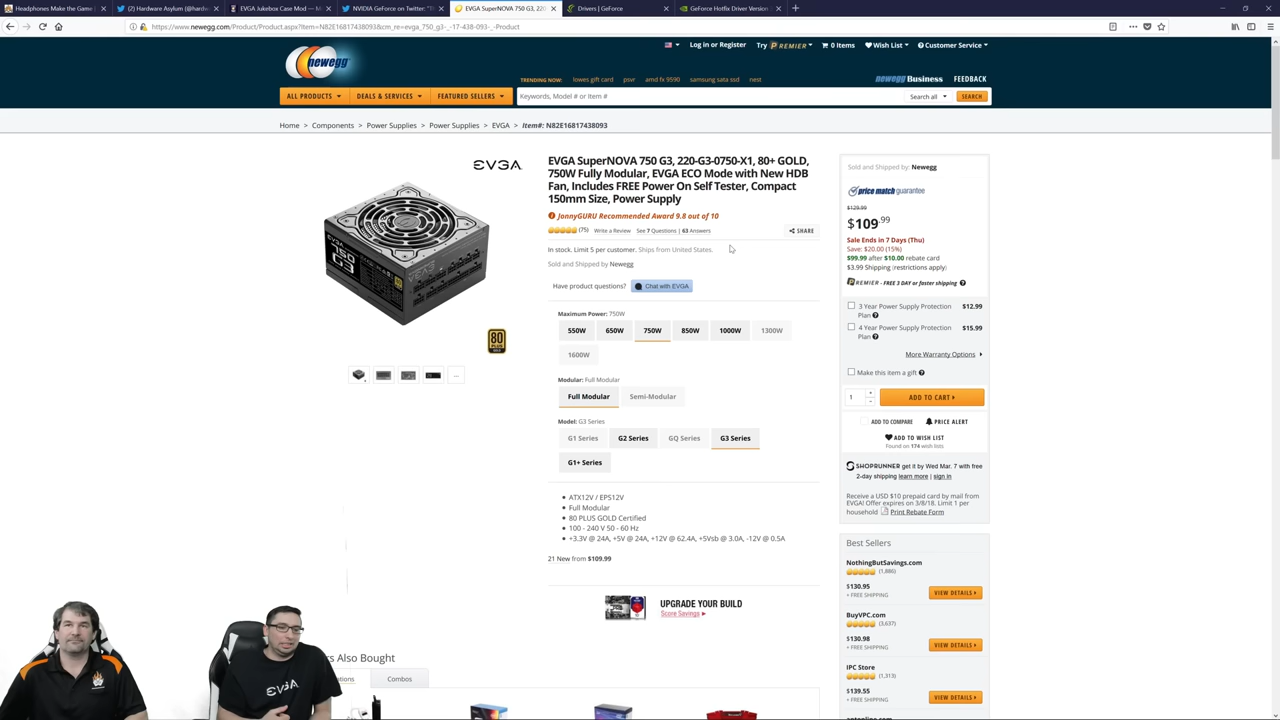 Headphones Make the Game |
Hardware Asylum (@hardw
EVGA Jukebox Case Mod — M
NVIDIA GeForce on Twitter: "
EVGA SuperNOVA 750 G3, 220
Drivers | GeForce
GeForce Hotfix Driver Version
https://www.newegg.com/Product/Product.aspx?item=N82E16817438093&cm_re=evga_750_g3-_-17-438-093-_-Product
newegg
Log in or Register
Try PREMIER
0 Items
Wish List
Customer Service
TRENDING NOW: lowes gift card psvr amd fx 9590 samsung sata ssd nest
newegg Business
FEEDBACK
ALL PRODUCTS
DEALS & SERVICES
FEATURED SELLERS
Keywords, Model # or Item #
Search all
SEARCH
Home > Components > Power Supplies > Power Supplies > EVGA > Item#: N82E16817438093
EVGA
EVGA
750
G3
80
PLUS
GOLD
EVGA SuperNOVA 750 G3, 220-G3-0750-X1, 80+ GOLD,
750W Fully Modular, EVGA ECO Mode with New HDB
Fan, Includes FREE Power On Self Tester, Compact
150mm Size, Power Supply
JonnyGURU Recommended Award 9.8 out of 10
(75) Write a Review See 7 Questions | 63 Answers
SHARE
In stock. Limit 5 per customer. Ships from United States.
Sold and Shipped by Newegg
Have product questions? Chat with EVGA
Maximum Power: 750W
550W 650W 750W 850W 1000W 1300W
1600W
Modular: Full Modular
Full Modular Semi-Modular
Model: G3 Series
G1 Series G2 Series GQ Series G3 Series
G1+ Series
ATX12V / EPS12V
Full Modular
80 PLUS GOLD Certified
100 - 240 V 50 - 60 Hz
+3.3V @ 24A, +5V @ 24A, +12V @ 62.4A, +5Vsb @ 3.0A, -12V @ 0.5A
21 New from $109.99
UPGRADE YOUR BUILD
Score Savings
Sold and Shipped by: Newegg
price match guarantee
$129.99
$109.99
Sale Ends in 7 Days (Thu)
Save: $20.00 (15%)
$99.99 after $10.00 rebate card
$3.99 Shipping (restrictions apply)
PREMIER - FREE 3 DAY or faster shipping
3 Year Power Supply Protection
Plan
$12.99
4 Year Power Supply Protection
Plan
$15.99
More Warranty Options
Make this item a gift
1
ADD TO CART
ADD TO COMPARE
PRICE ALERT
ADD TO WISH LIST
Found on 174 wish lists
SHOPRUNNER get it by Wed Mar. 7 with free
2-day shipping learn more | sign in
Receive a USD $10 prepaid card by mail from
EVGA! Offer expires on 3/8/18. Limit 1 per
household Print Rebate Form
Best Sellers
NothingButSavings.com
(1,886)
$130.95
+ FREE SHIPPING
VIEW DETAILS
BuyVPC.com
(3,637)
$130.98
+ FREE SHIPPING
VIEW DETAILS
IPC Store
(1,313)
$139.55
+ FREE SHIPPING
VIEW DETAILS
rs Also Bought
Combos
EVGA